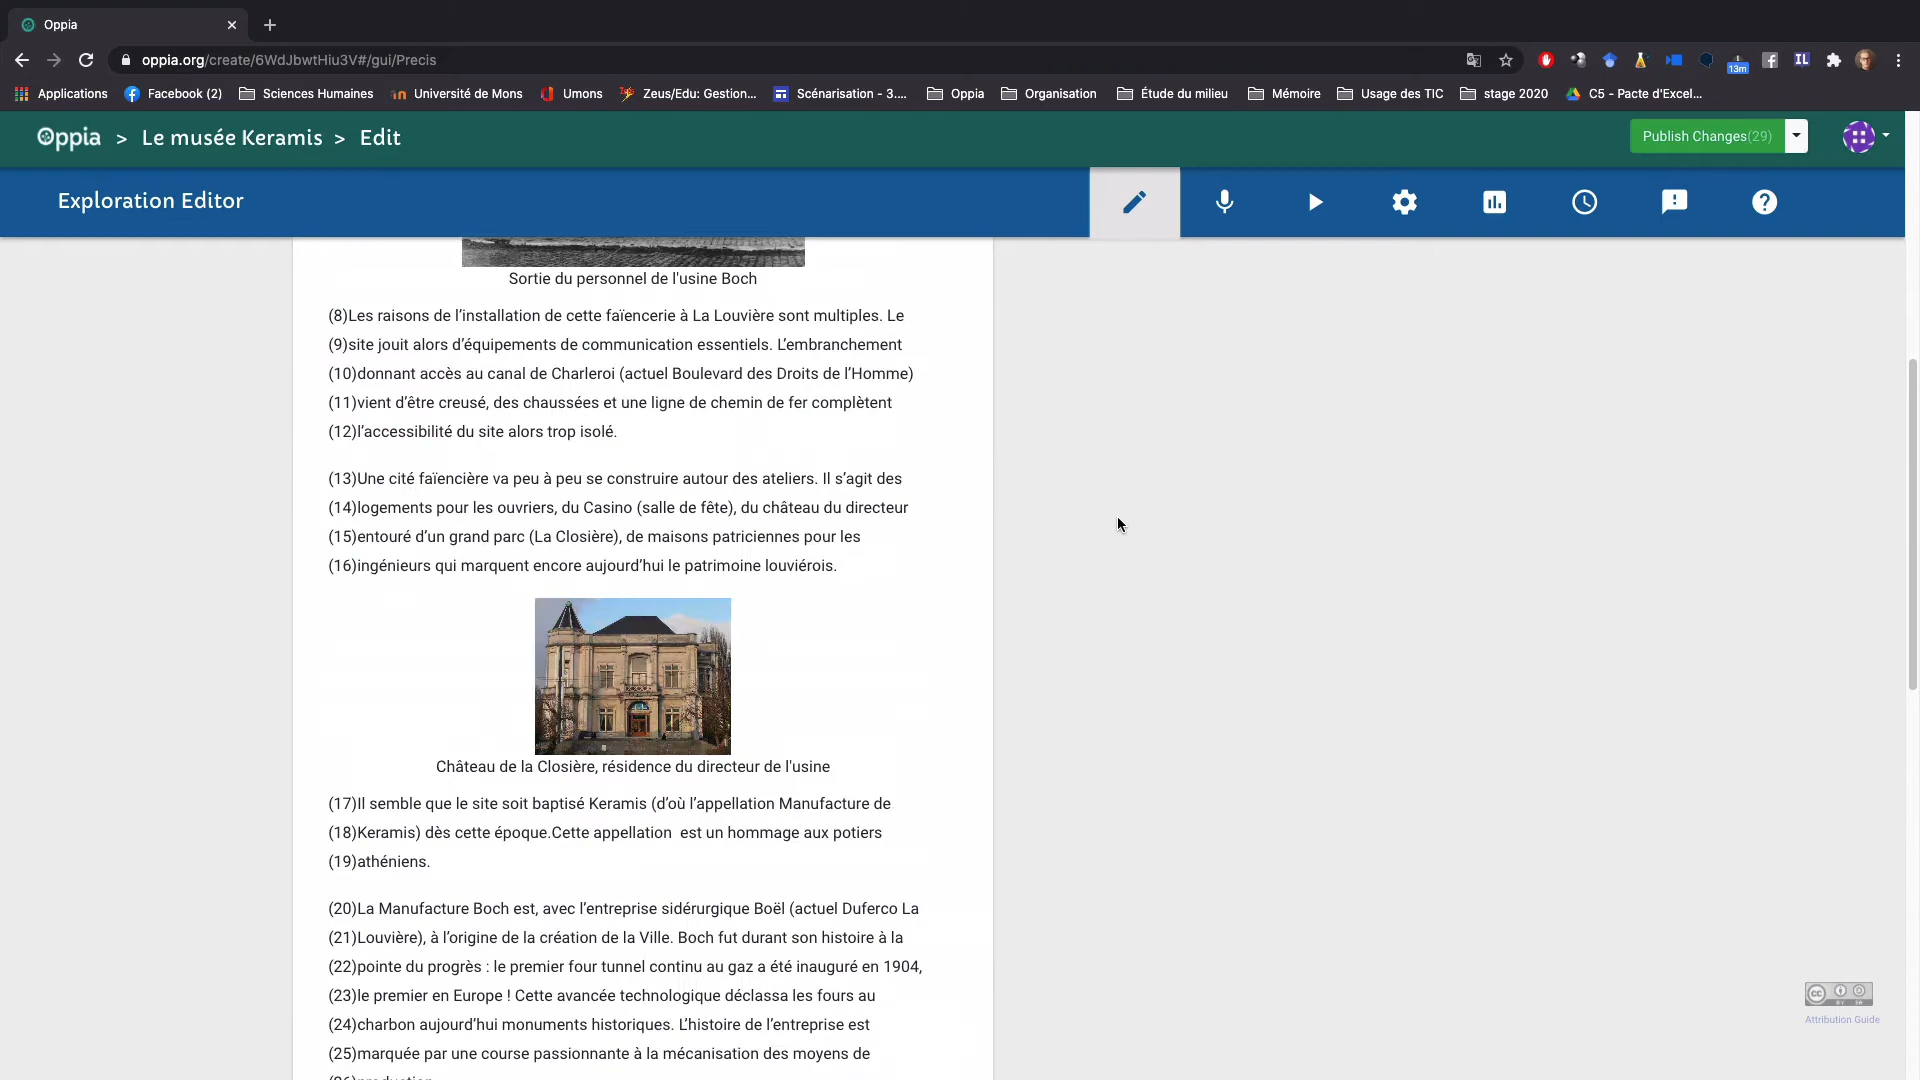 Oppia
oppia.org/create/6WdJbwtHiu3V#/gui/Precis
13m
IL
Applications
Facebook (2)
Sciences Humaines
Université de Mons
Umons
Zeus/Edu: Gestion...
Scénarisation - 3....
Oppia
Organisation
Étude du milieu
Mémoire
Usage des TIC
stage 2020
C5 - Pacte d'Excel...
Oppia > Le musée Keramis > Edit
Publish Changes(29)
Exploration Editor
Sortie du personnel de l'usine Boch
(8)Les raisons de l’installation de cette faïencerie à La Louvière sont multiples. Le
(9)site jouit alors d’équipements de communication essentiels. L’embranchement
(10)donnant accès au canal de Charleroi (actuel Boulevard des Droits de l’Homme)
(11)vient d’être creusé, des chaussées et une ligne de chemin de fer complètent
(12)l’accessibilité du site alors trop isolé.
(13)Une cité faïencière va peu à peu se construire autour des ateliers. Il s’agit des
(14)logements pour les ouvriers, du Casino (salle de fête), du château du directeur
(15)entouré d’un grand parc (La Closière), de maisons patriciennes pour les
(16)ingénieurs qui marquent encore aujourd’hui le patrimoine louviérois.
Château de la Closière, résidence du directeur de l'usine
(17)Il semble que le site soit baptisé Keramis (d’où l’appellation Manufacture de
(18)Keramis) dès cette époque.Cette appellation  est un hommage aux potiers
(19)athéniens.
(20)La Manufacture Boch est, avec l’entreprise sidérurgique Boël (actuel Duferco La
(21)Louvière), à l’origine de la création de la Ville. Boch fut durant son histoire à la
(22)pointe du progrès : le premier four tunnel continu au gaz a été inauguré en 1904,
(23)le premier en Europe ! Cette avancée technologique déclassa les fours au
(24)charbon aujourd’hui monuments historiques. L’histoire de l’entreprise est
(25)marquée par une course passionnante à la mécanisation des moyens de
cc
Attribution Guide